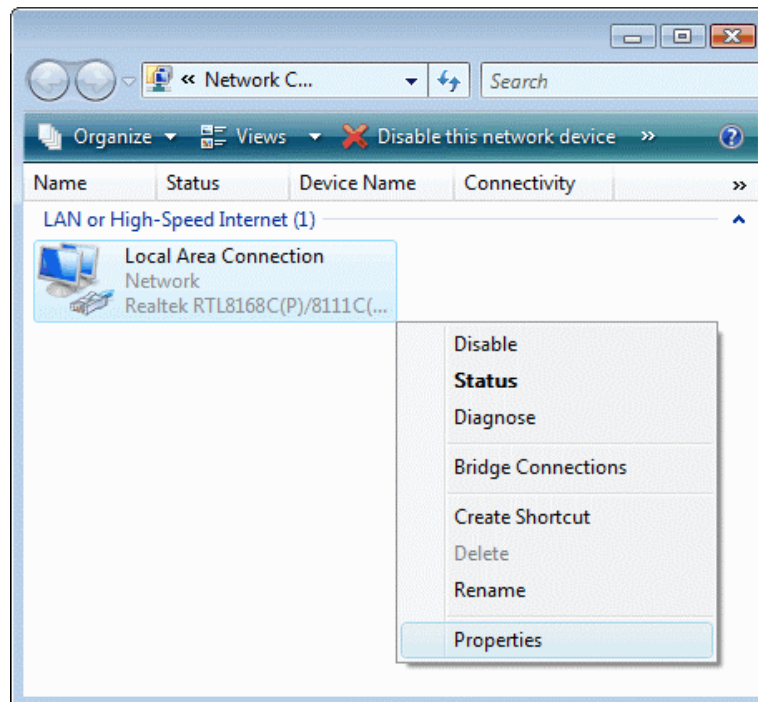 « Network C...
Search
Organize Views Disable this network device »
Name Status Device Name Connectivity »
LAN or High-Speed Internet (1)
Local Area Connection
Network
Realtek RTL8168C(P)/8111C(...
Disable
Status
Diagnose
Bridge Connections
Create Shortcut
Delete
Rename
Properties